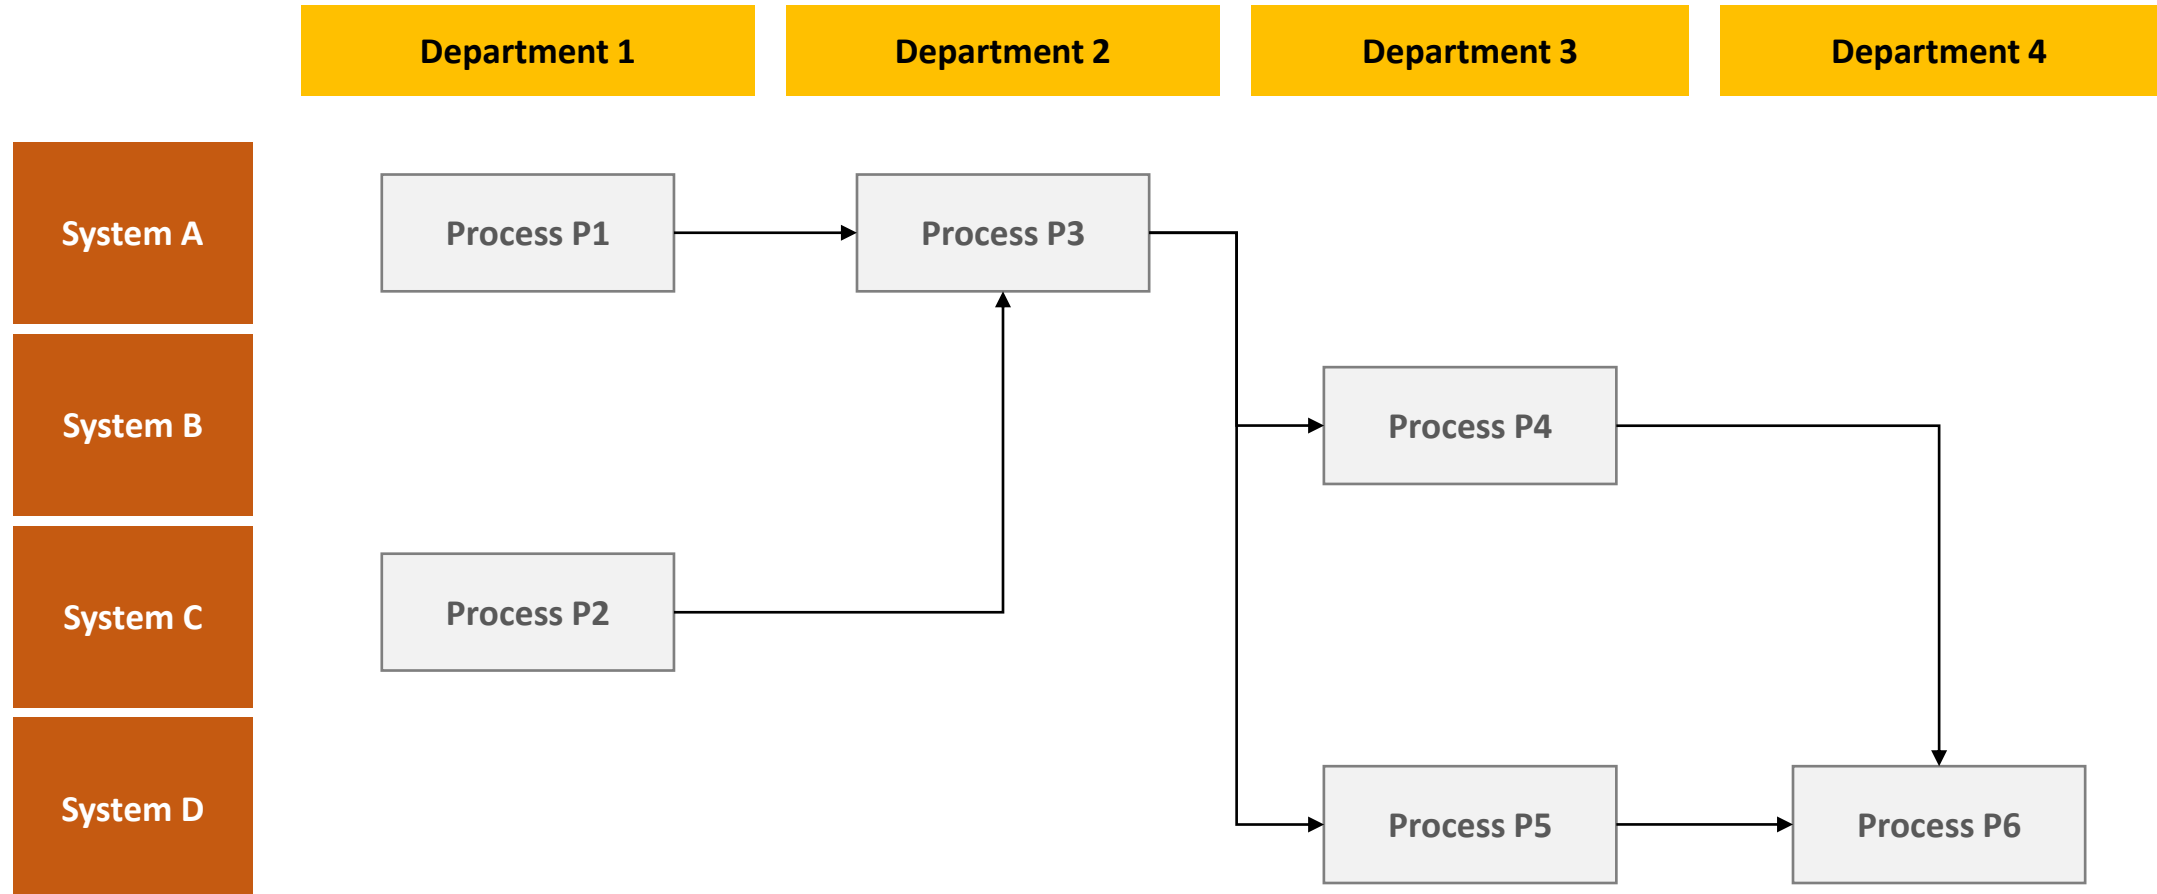 Department 1
Department 2
Department 3
Department 4
System A
Process P1
Process P3
System B
Process P4
System C
Process P2
System D
Process P5
Process P6